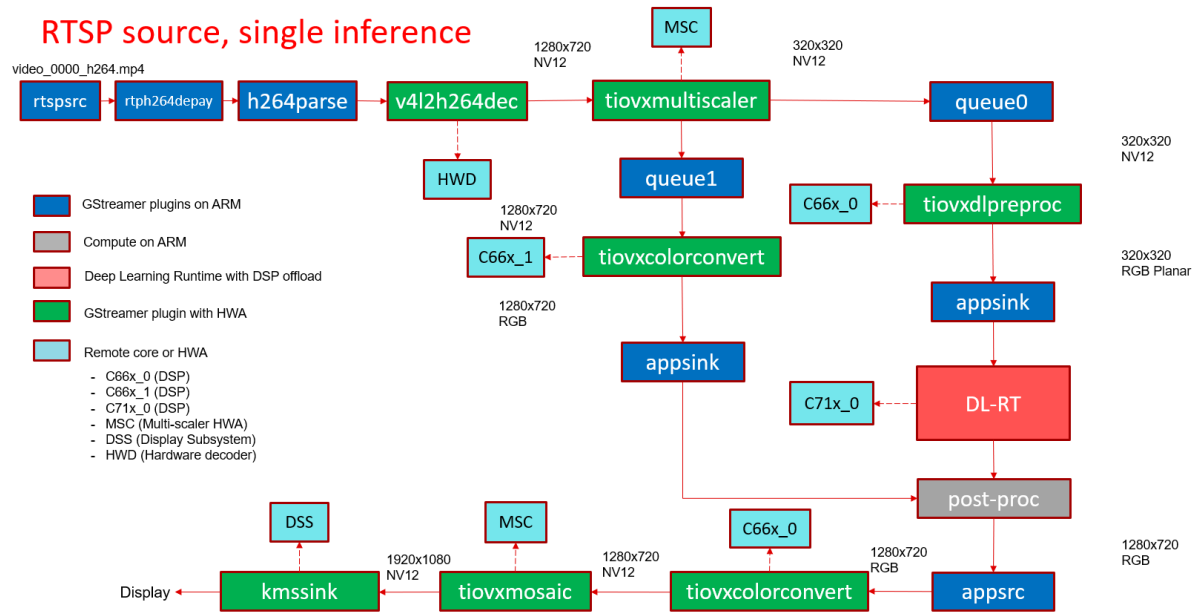 RTSP source, single inference
video_0000_h264.mp4
rtspsrc
rtph264depay
h264parse
v4l2h264dec
1280x720
NV12
MSC
tiovxmultiscaler
320x320
NV12
queue0
HWD
queue1
320x320
NV12
C66x_0
tiovxdlpreproc
1280x720
NV12
C66x_1
tiovxcolorconvert
320x320
RGB Planar
1280x720
RGB
appsink
appsink
C71x_0
DL-RT
GStreamer plugins on ARM
Compute on ARM
Deep Learning Runtime with DSP offload
GStreamer plugin with HWA
Remote core or HWA
- C66x_0 (DSP)
- C66x_1 (DSP)
- C71x_0 (DSP)
- MSC (Multi-scaler HWA)
- DSS (Display Subsystem)
- HWD (Hardware decoder)
post-proc
1280x720
RGB
appsrc
1280x720
RGB
C66x_0
tiovxcolorconvert
1280x720
NV12
MSC
tiovxmosaic
1920x1080
NV12
DSS
kmssink
Display